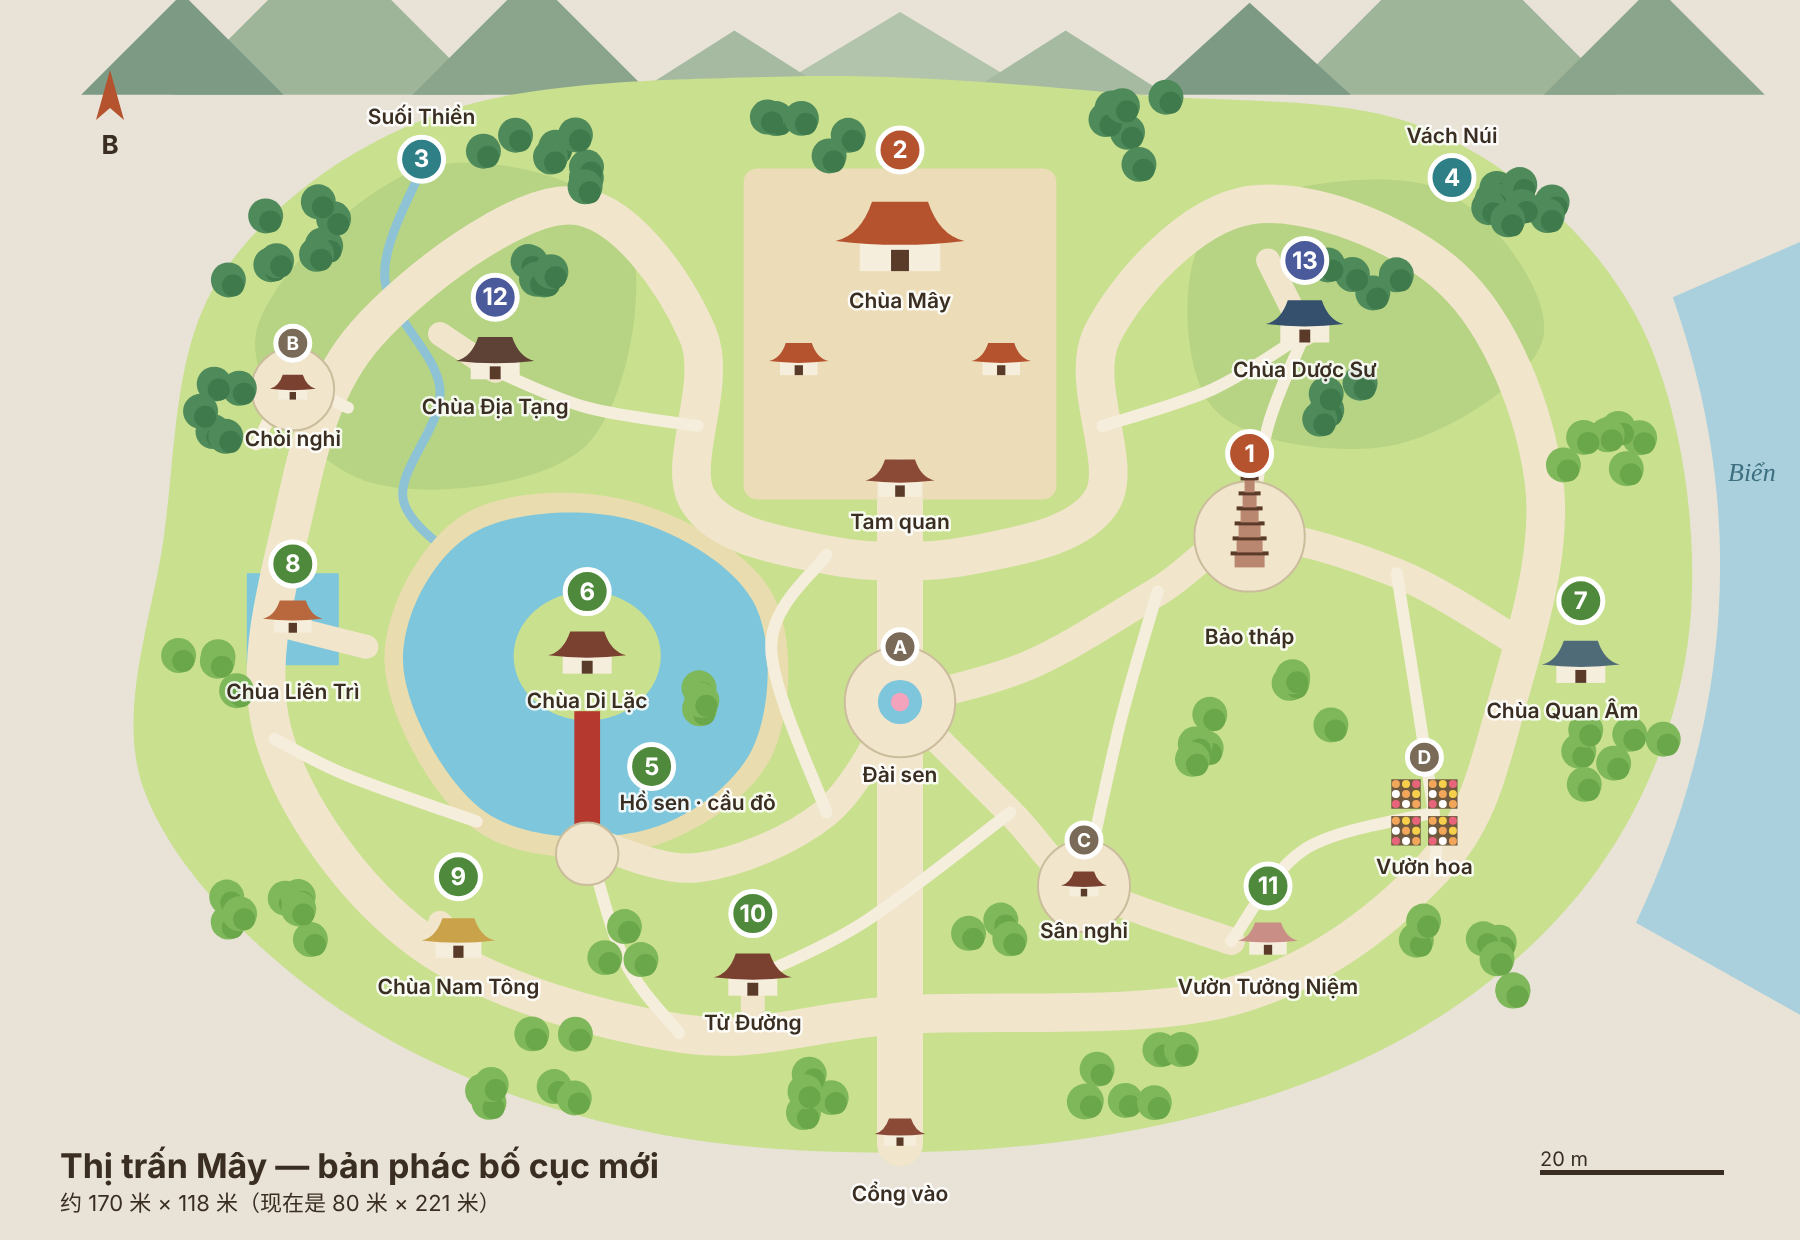 Suối Thiền
3
B
2
Vách Núi
4
13
12
Chùa Mây
B
Chùa Dược Sư
Chùa Địa Tạng
Chòi nghỉ
1
Biển
Tam quan
8
6
7
A
Bảo tháp
Chùa Liên Trì
Chùa Di Lặc
Chùa Quan Âm
5
D
Đài sen
Hồ sen · cầu đỏ
C
Vườn hoa
9
11
10
Sân nghỉ
Chùa Nam Tông
Vườn Tưởng Niệm
Từ Đường
Thị trấn Mây — bản phác bố cục mới
20 m
Cổng vào
约 170 米 × 118 米（现在是 80 米 × 221 米）